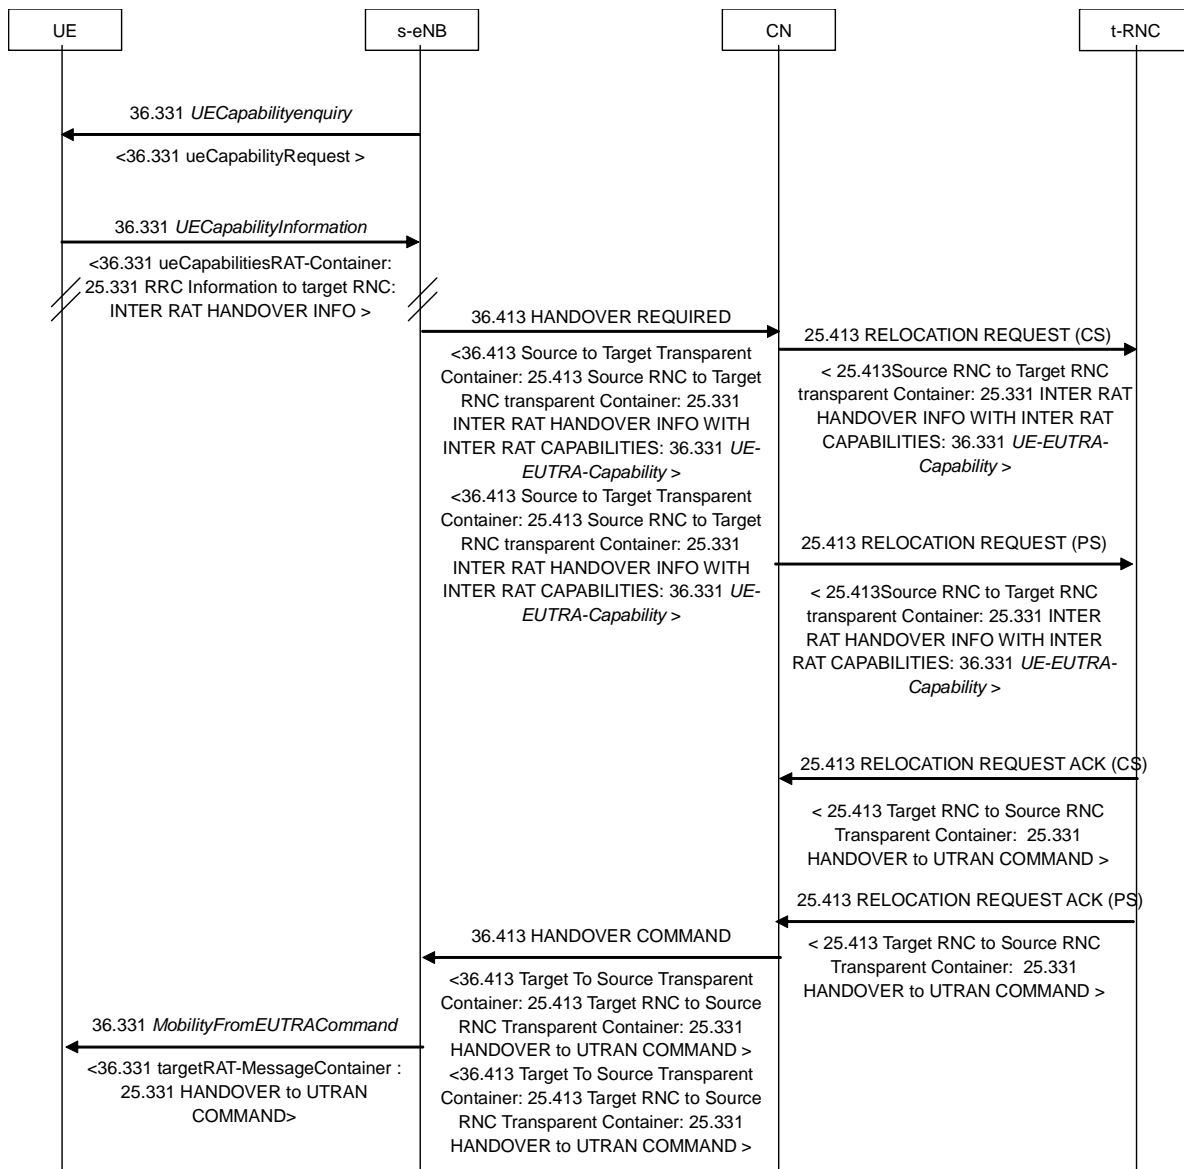 UE
s-eNB
CN
t-RNC
36.331 UECapabilityenquiry
<36.331 ueCapabilityRequest >
36.331 UECapabilityInformation
<36.331 ueCapabilitiesRAT-Container:
25.331 RRC Information to target RNC:
INTER RAT HANDOVER INFO >
36.413 HANDOVER REQUIRED
<36.413 Source to Target Transparent
Container: 25.413 Source RNC to Target
RNC transparent Container: 25.331
INTER RAT HANDOVER INFO WITH
INTER RAT CAPABILITIES: 36.331 UE-
EUTRA-Capability >
<36.413 Source to Target Transparent
Container: 25.413 Source RNC to Target
RNC transparent Container: 25.331
INTER RAT HANDOVER INFO WITH
INTER RAT CAPABILITIES: 36.331 UE-
EUTRA-Capability >
25.413 RELOCATION REQUEST (CS)
< 25.413Source RNC to Target RNC
transparent Container: 25.331 INTER RAT
HANDOVER INFO WITH INTER RAT
CAPABILITIES: 36.331 UE-EUTRA-
Capability >
25.413 RELOCATION REQUEST (PS)
< 25.413Source RNC to Target RNC
transparent Container: 25.331 INTER
RAT HANDOVER INFO WITH INTER
RAT CAPABILITIES: 36.331 UE-EUTRA-
Capability >
25.413 RELOCATION REQUEST ACK (CS)
< 25.413 Target RNC to Source RNC
Transparent Container: 25.331
HANDOVER to UTRAN COMMAND >
25.413 RELOCATION REQUEST ACK (PS)
< 25.413 Target RNC to Source RNC
Transparent Container: 25.331
HANDOVER to UTRAN COMMAND >
36.413 HANDOVER COMMAND
<36.413 Target To Source Transparent
Container: 25.413 Target RNC to Source
RNC Transparent Container: 25.331
HANDOVER to UTRAN COMMAND >
<36.413 Target To Source Transparent
Container: 25.413 Target RNC to Source
RNC Transparent Container: 25.331
HANDOVER to UTRAN COMMAND >
36.331 MobilityFromEUTRACommand
<36.331 targetRAT-MessageContainer :
25.331 HANDOVER to UTRAN
COMMAND>